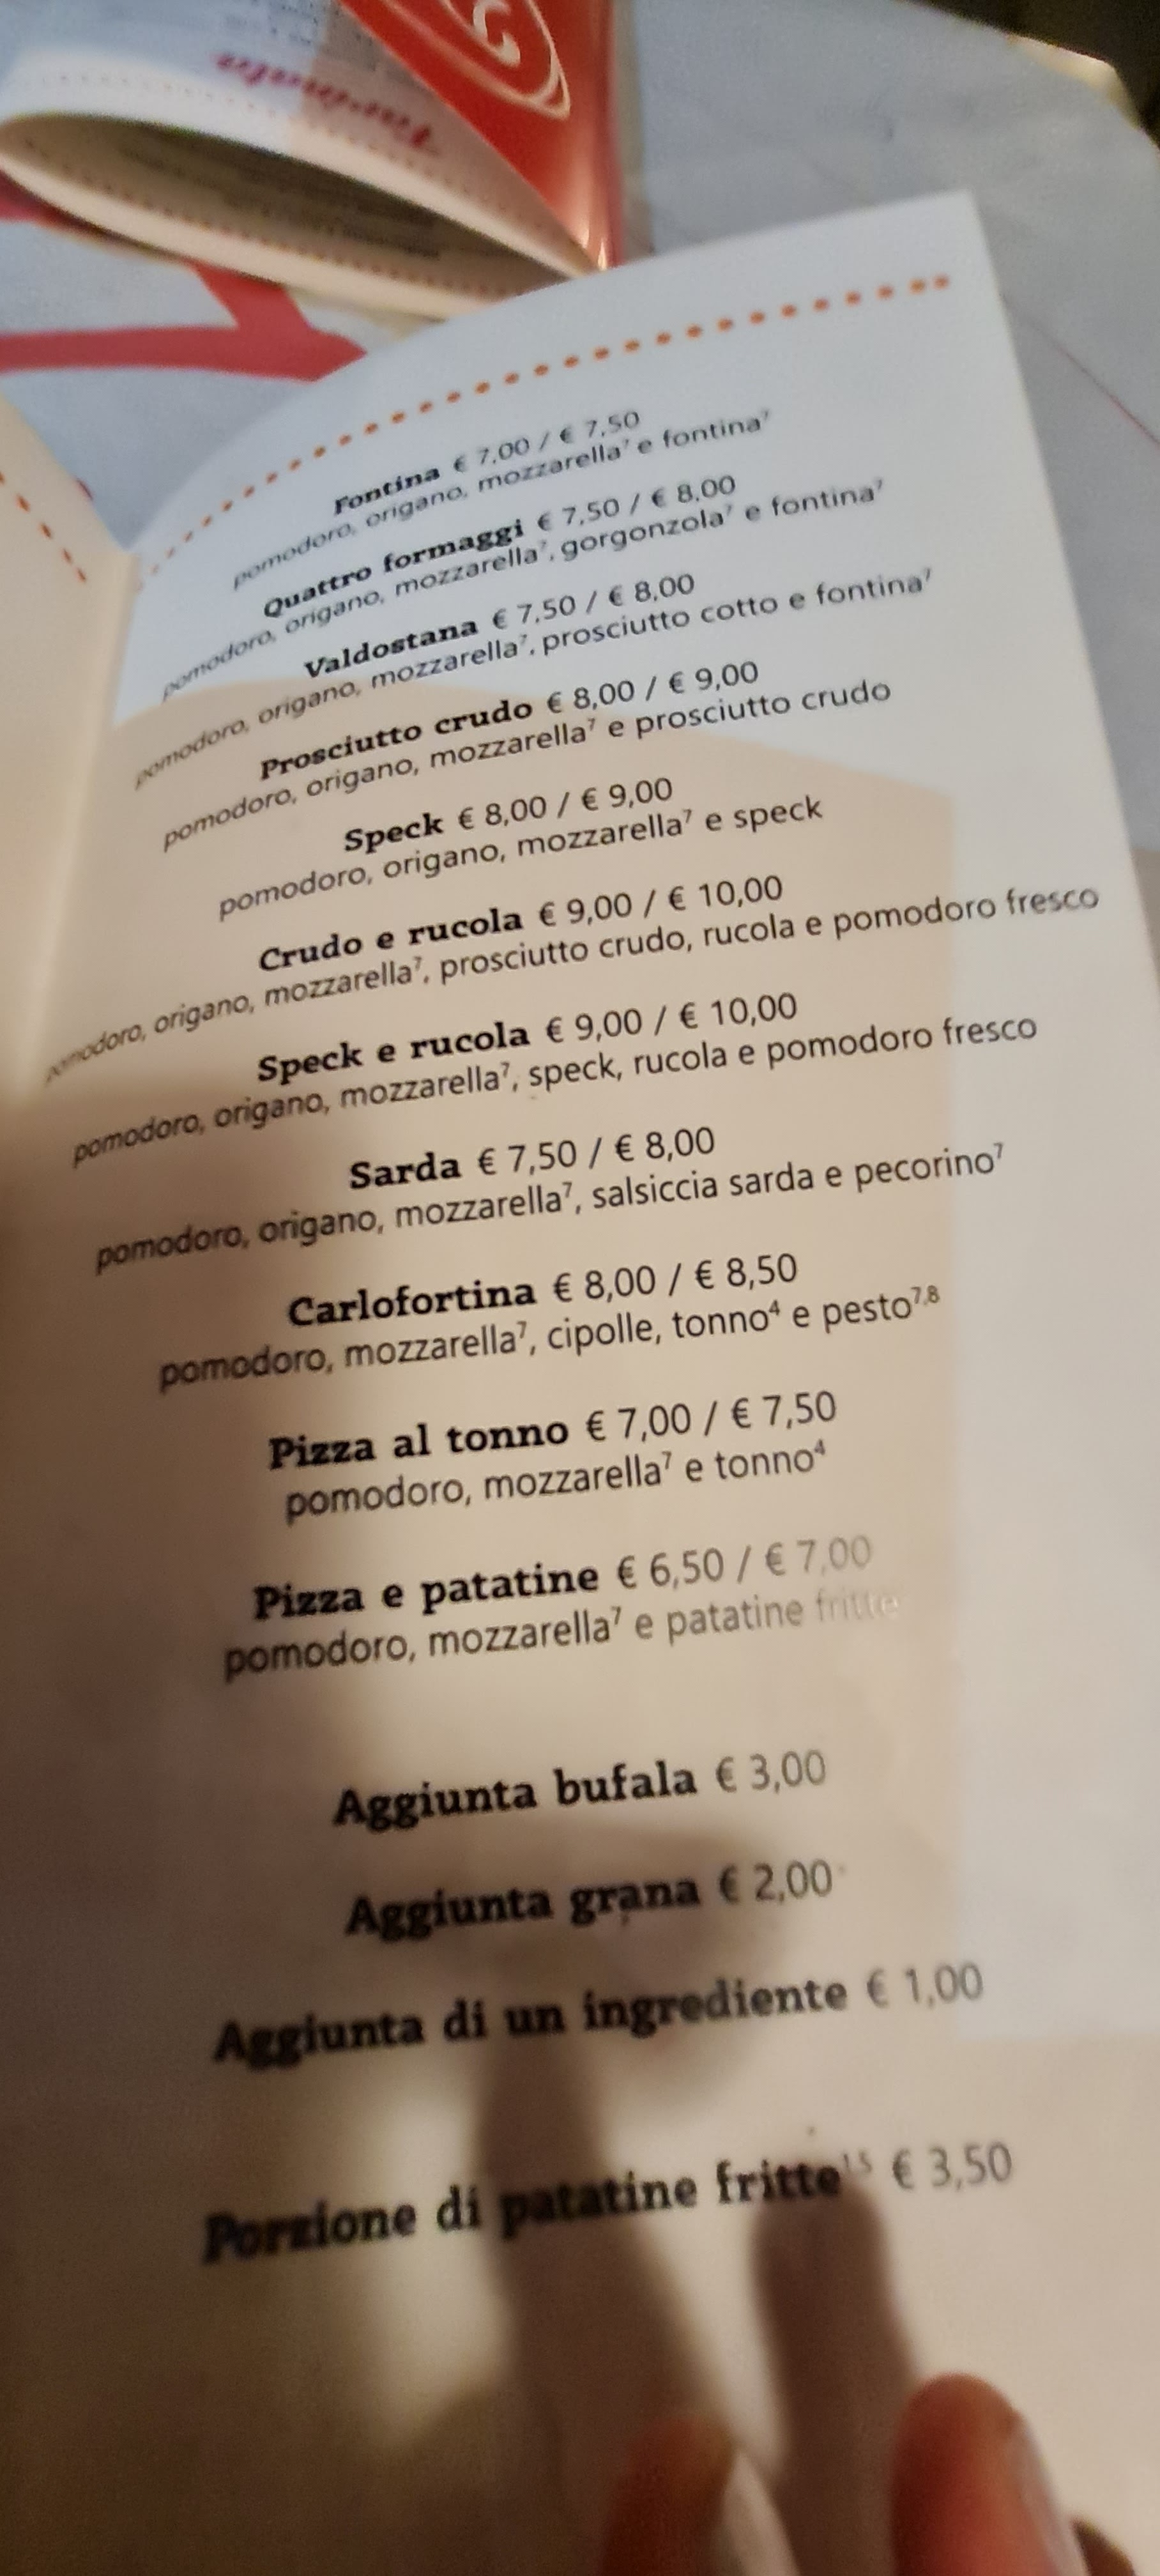 Farinata
Fontina € 7,00 / € 7,50
pomodoro, origano, mozzarella⁷ e fontina⁷
Quattro formaggi € 7,50 / € 8,00
pomodoro, origano, mozzarella⁷, gorgonzola⁷ e fontina⁷
Valdostana € 7,50 / € 8,00
pomodoro, origano, mozzarella⁷, prosciutto cotto e fontina⁷
Prosciutto crudo € 8,00 / € 9,00
pomodoro, origano, mozzarella⁷ e prosciutto crudo
Speck € 8,00 / € 9,00
pomodoro, origano, mozzarella⁷ e speck
Crudo e rucola € 9,00 / € 10,00
pomodoro, origano, mozzarella⁷, prosciutto crudo, rucola e pomodoro fresco
Speck e rucola € 9,00 / € 10,00
pomodoro, origano, mozzarella⁷, speck, rucola e pomodoro fresco
Sarda € 7,50 / € 8,00
pomodoro, origano, mozzarella⁷, salsiccia sarda e pecorino⁷
Carlofortina € 8,00 / € 8,50
pomodoro, mozzarella⁷, cipolle, tonno⁴ e pesto⁷,⁸
Pizza al tonno € 7,00 / € 7,50
pomodoro, mozzarella⁷ e tonno⁴
Pizza e patatine € 6,50 / € 7,00
pomodoro, mozzarella⁷ e patatine fritte
Aggiunta bufala € 3,00
Aggiunta grana € 2,00
Aggiunta di un ingrediente € 1,00
Porzione di patatine fritte¹,⁵ € 3,50